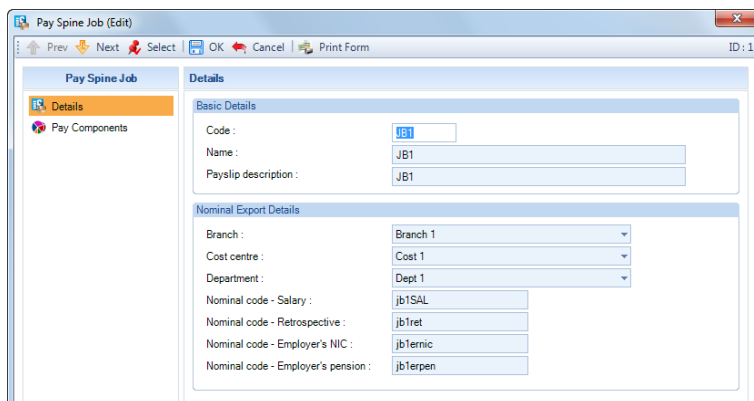 Pay Spine Job (Edit)
Prev Next Select OK Cancel Print Form ID : 1
Pay Spine Job
Details
Pay Components
Details
Basic Details
Code : JB1
Name : JB1
Payslip description : JB1
Nominal Export Details
Branch : Branch 1
Cost centre : Cost 1
Department : Dept 1
Nominal code - Salary : jb1SAL
Nominal code - Retrospective : jb1ret
Nominal code - Employer's NIC : jb1ernic
Nominal code - Employer's pension : jb1erpen